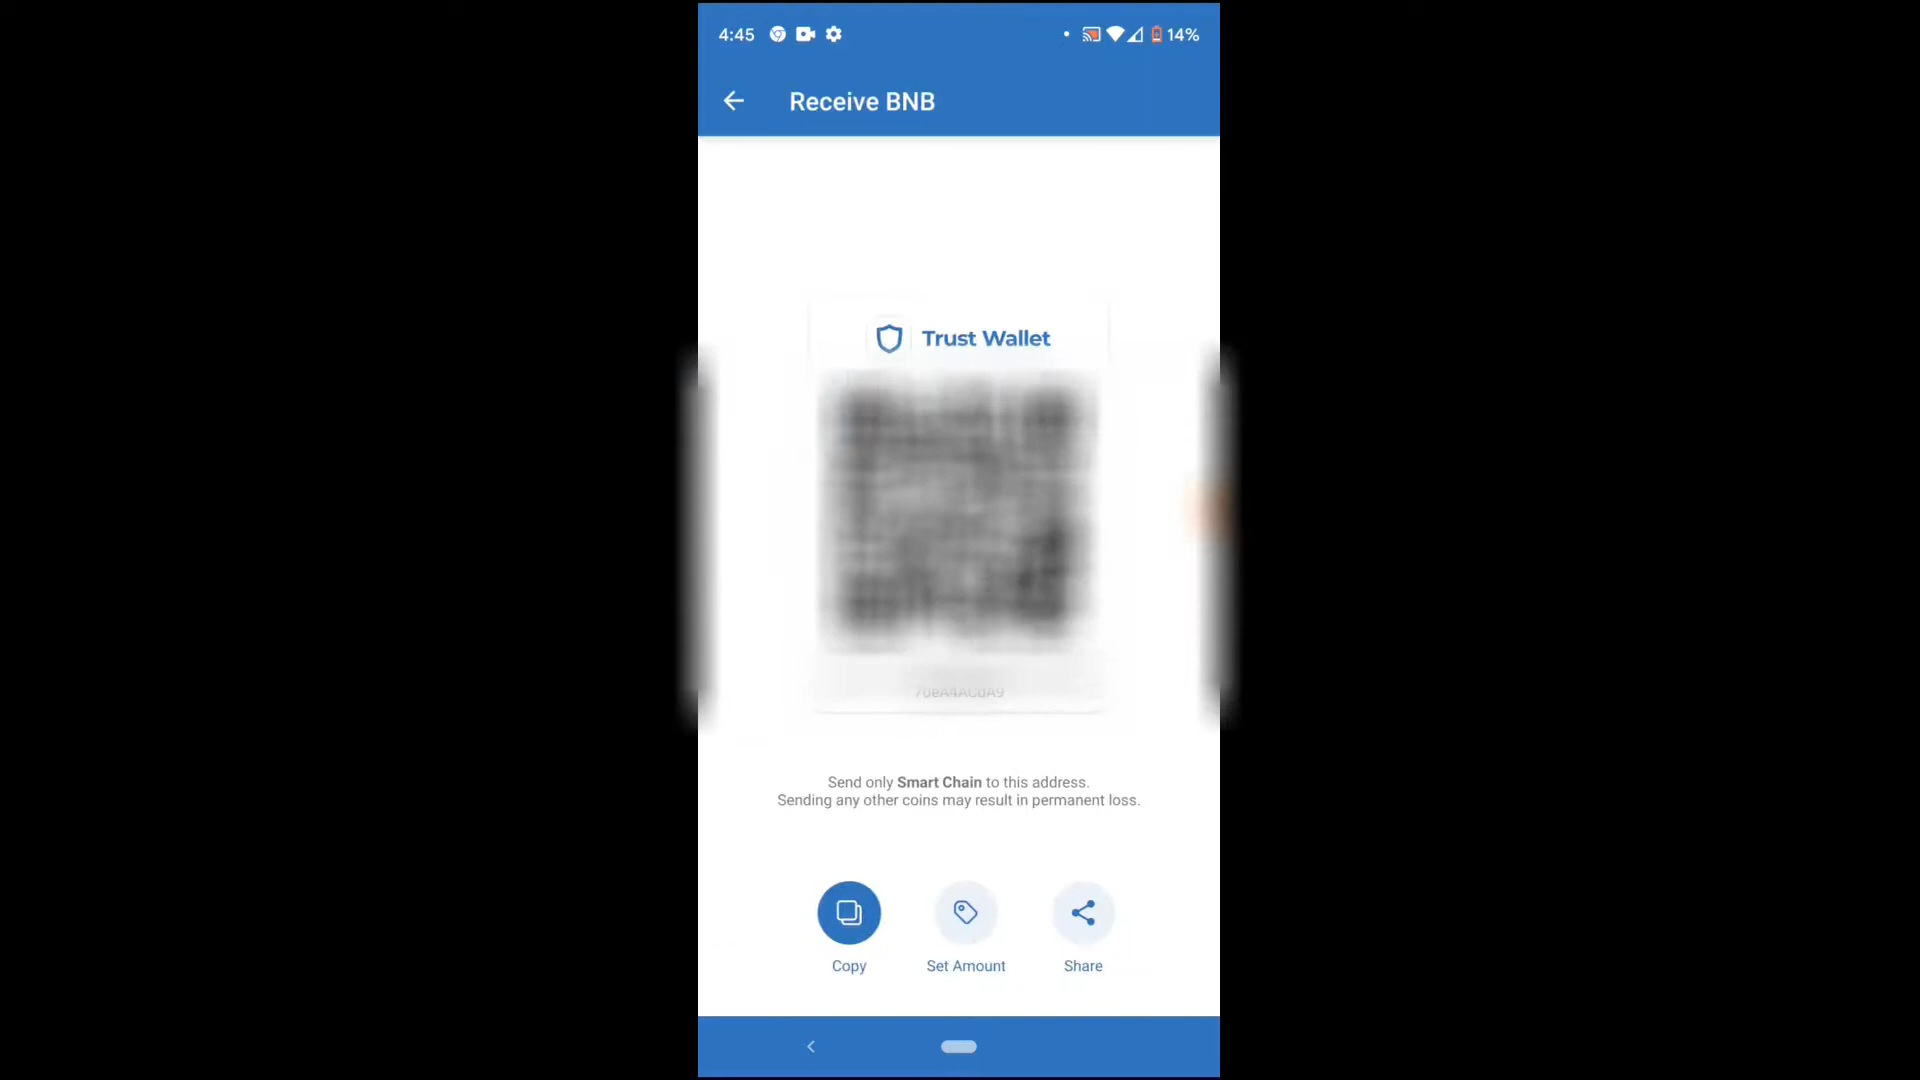 4:45
14%
Receive BNB
Trust Wallet
Send only Smart Chain to this address.
Sending any other coins may result in permanent loss.
Copy
Set Amount
Share